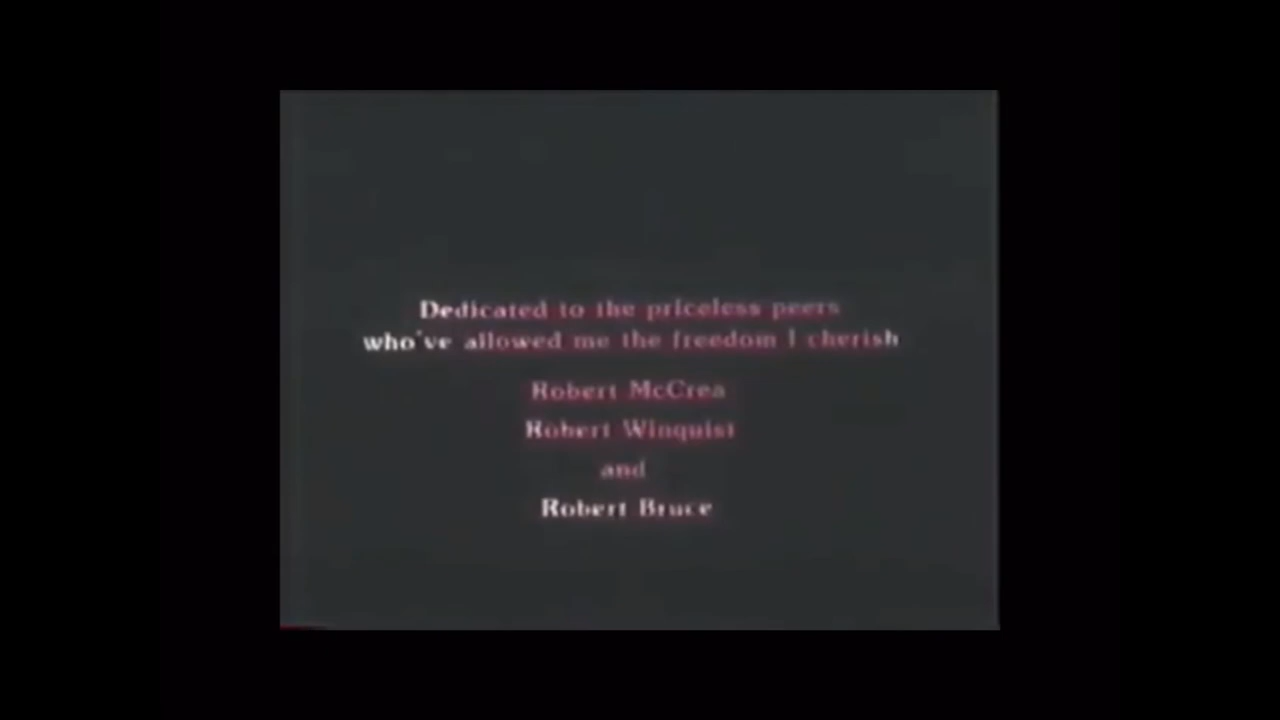 Dedicated to the priceless peers
who've allowed me the freedom I cherish
Robert McCrea
Robert Winquist
and
Robert Bruce